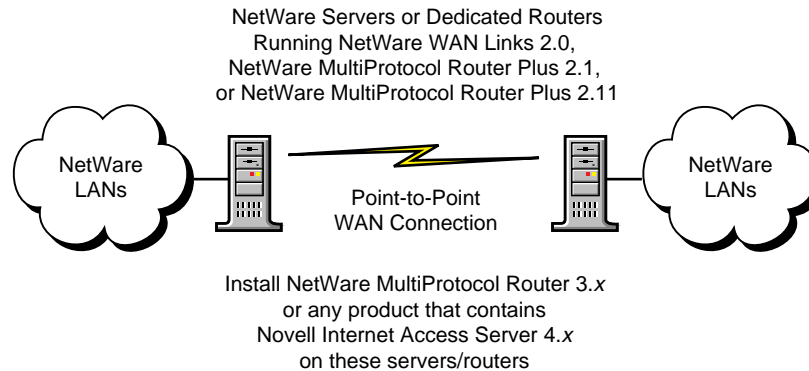 NetWare Servers or Dedicated Routers
Running NetWare WAN Links 2.0,
NetWare MultiProtocol Router Plus 2.1,
or NetWare MultiProtocol Router Plus 2.11
NetWare
LANs
Point-to-Point
WAN Connection
NetWare
LANs
Install NetWare MultiProtocol Router 3.x
or any product that contains
Novell Internet Access Server 4.x
on these servers/routers